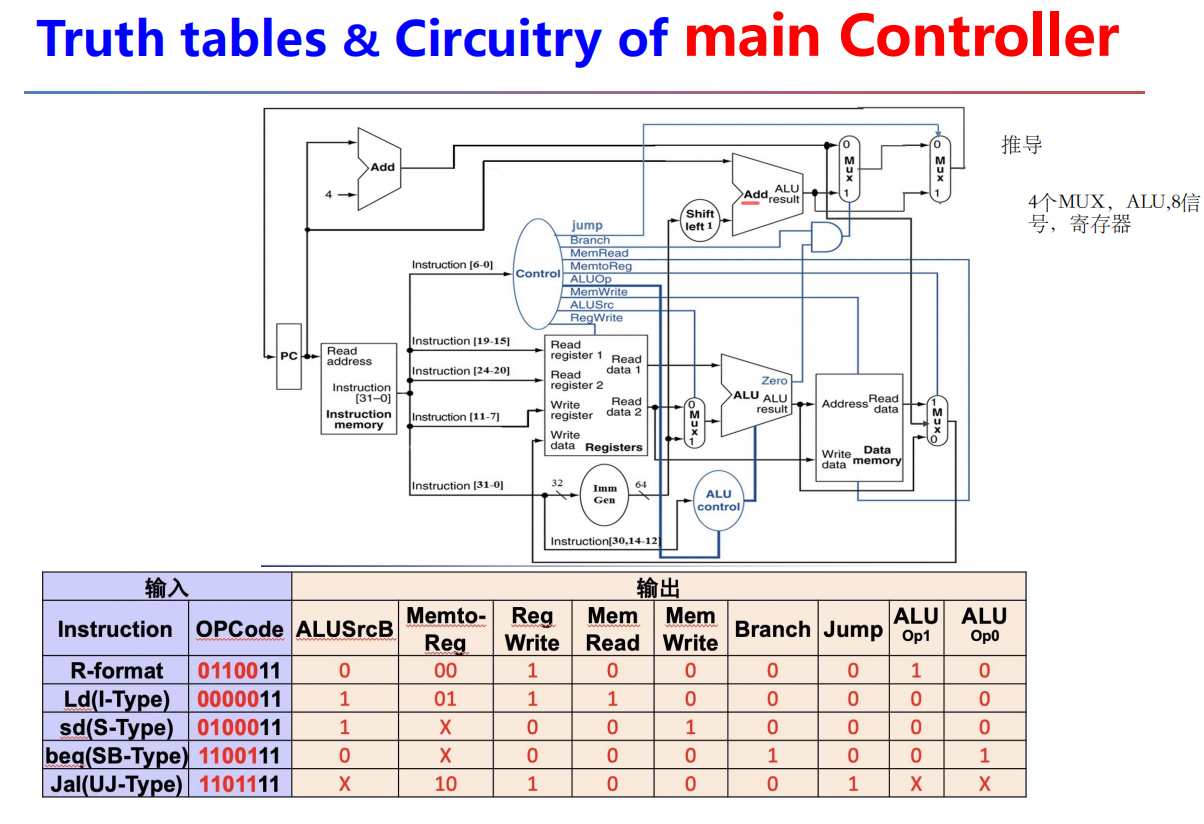 Truth tables & Circuitry of main Controller
推导
4个MUX，ALU,8信
号，寄存器
Add
4
Shift
left 1
Add ALU
result
0
M
u
x
1
0
M
u
x
1
jump
Branch
MemRead
MemtoReg
ALUOp
MemWrite
ALUSrc
RegWrite
Control
Instruction [6-0]
PC
Read
address
Instruction
[31–0]
Instruction
memory
Instruction [19-15]
Instruction [24-20]
Instruction [11-7]
Instruction [31-0]
Read
register 1
Read
data 1
Read
register 2
Write
register
Read
data 2
Write
data
Registers
0
M
u
x
1
Zero
ALU ALU
result
Address
Read
data
Write
data
Data
memory
1
M
u
x
0
32
Imm
Gen
64
ALU
control
Instruction[30,14-12]
输入 输出
Instruction OPCode ALUSrcB Memto-Reg Reg Write Mem Read Mem Write Branch Jump ALU Op1 ALU Op0
R-format 0110011 0 00 1 0 0 0 0 1 0
Ld(I-Type) 0000011 1 01 1 1 0 0 0 0 0
sd(S-Type) 0100011 1 X 0 0 1 0 0 0 0
beq(SB-Type) 1100111 0 X 0 0 0 1 0 0 1
Jal(UJ-Type) 1101111 X 10 1 0 0 0 1 X X